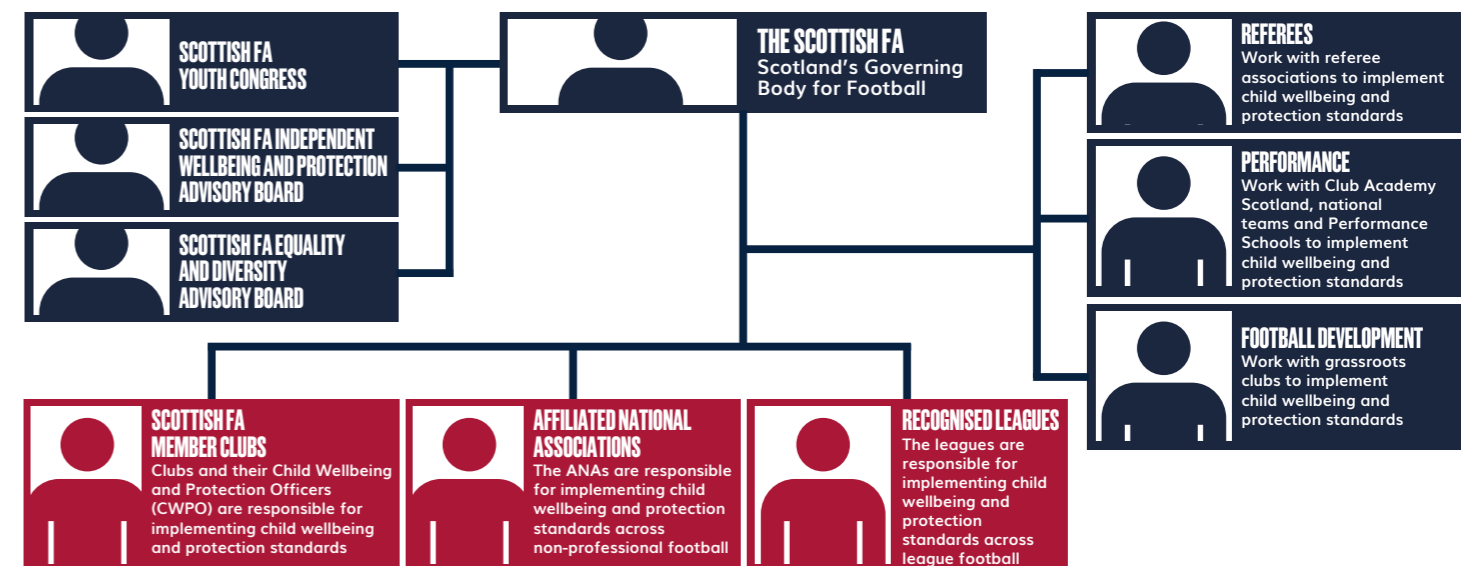 SCOTTISH FA
YOUTH CONGRESS
SCOTTISH FA INDEPENDENT
WELLBEING AND PROTECTION
ADVISORY BOARD
SCOTTISH FA EQUALITY
AND DIVERSITY
ADVISORY BOARD
THE SCOTTISH FA
Scotland's Governing
Body for Football
REFEREES
Work with referee
associations to implement
child wellbeing and
protection standards
PERFORMANCE
Work with Club Academy
Scotland, national
teams and Performance
Schools to implement
child wellbeing and
protection standards
FOOTBALL DEVELOPMENT
Work with grassroots
clubs to implement
child wellbeing and
protection standards
SCOTTISH FA
MEMBER CLUBS
Clubs and their Child Wellbeing
and Protection Officers
(CWPO) are responsible for
implementing child wellbeing
and protection standards
AFFILIATED NATIONAL
ASSOCIATIONS
The ANAs are responsible
for implementing child
wellbeing and protection
standards across
non-professional football
RECOGNISED LEAGUES
The leagues are
responsible for
implementing child
wellbeing and
protection
standards across
league football